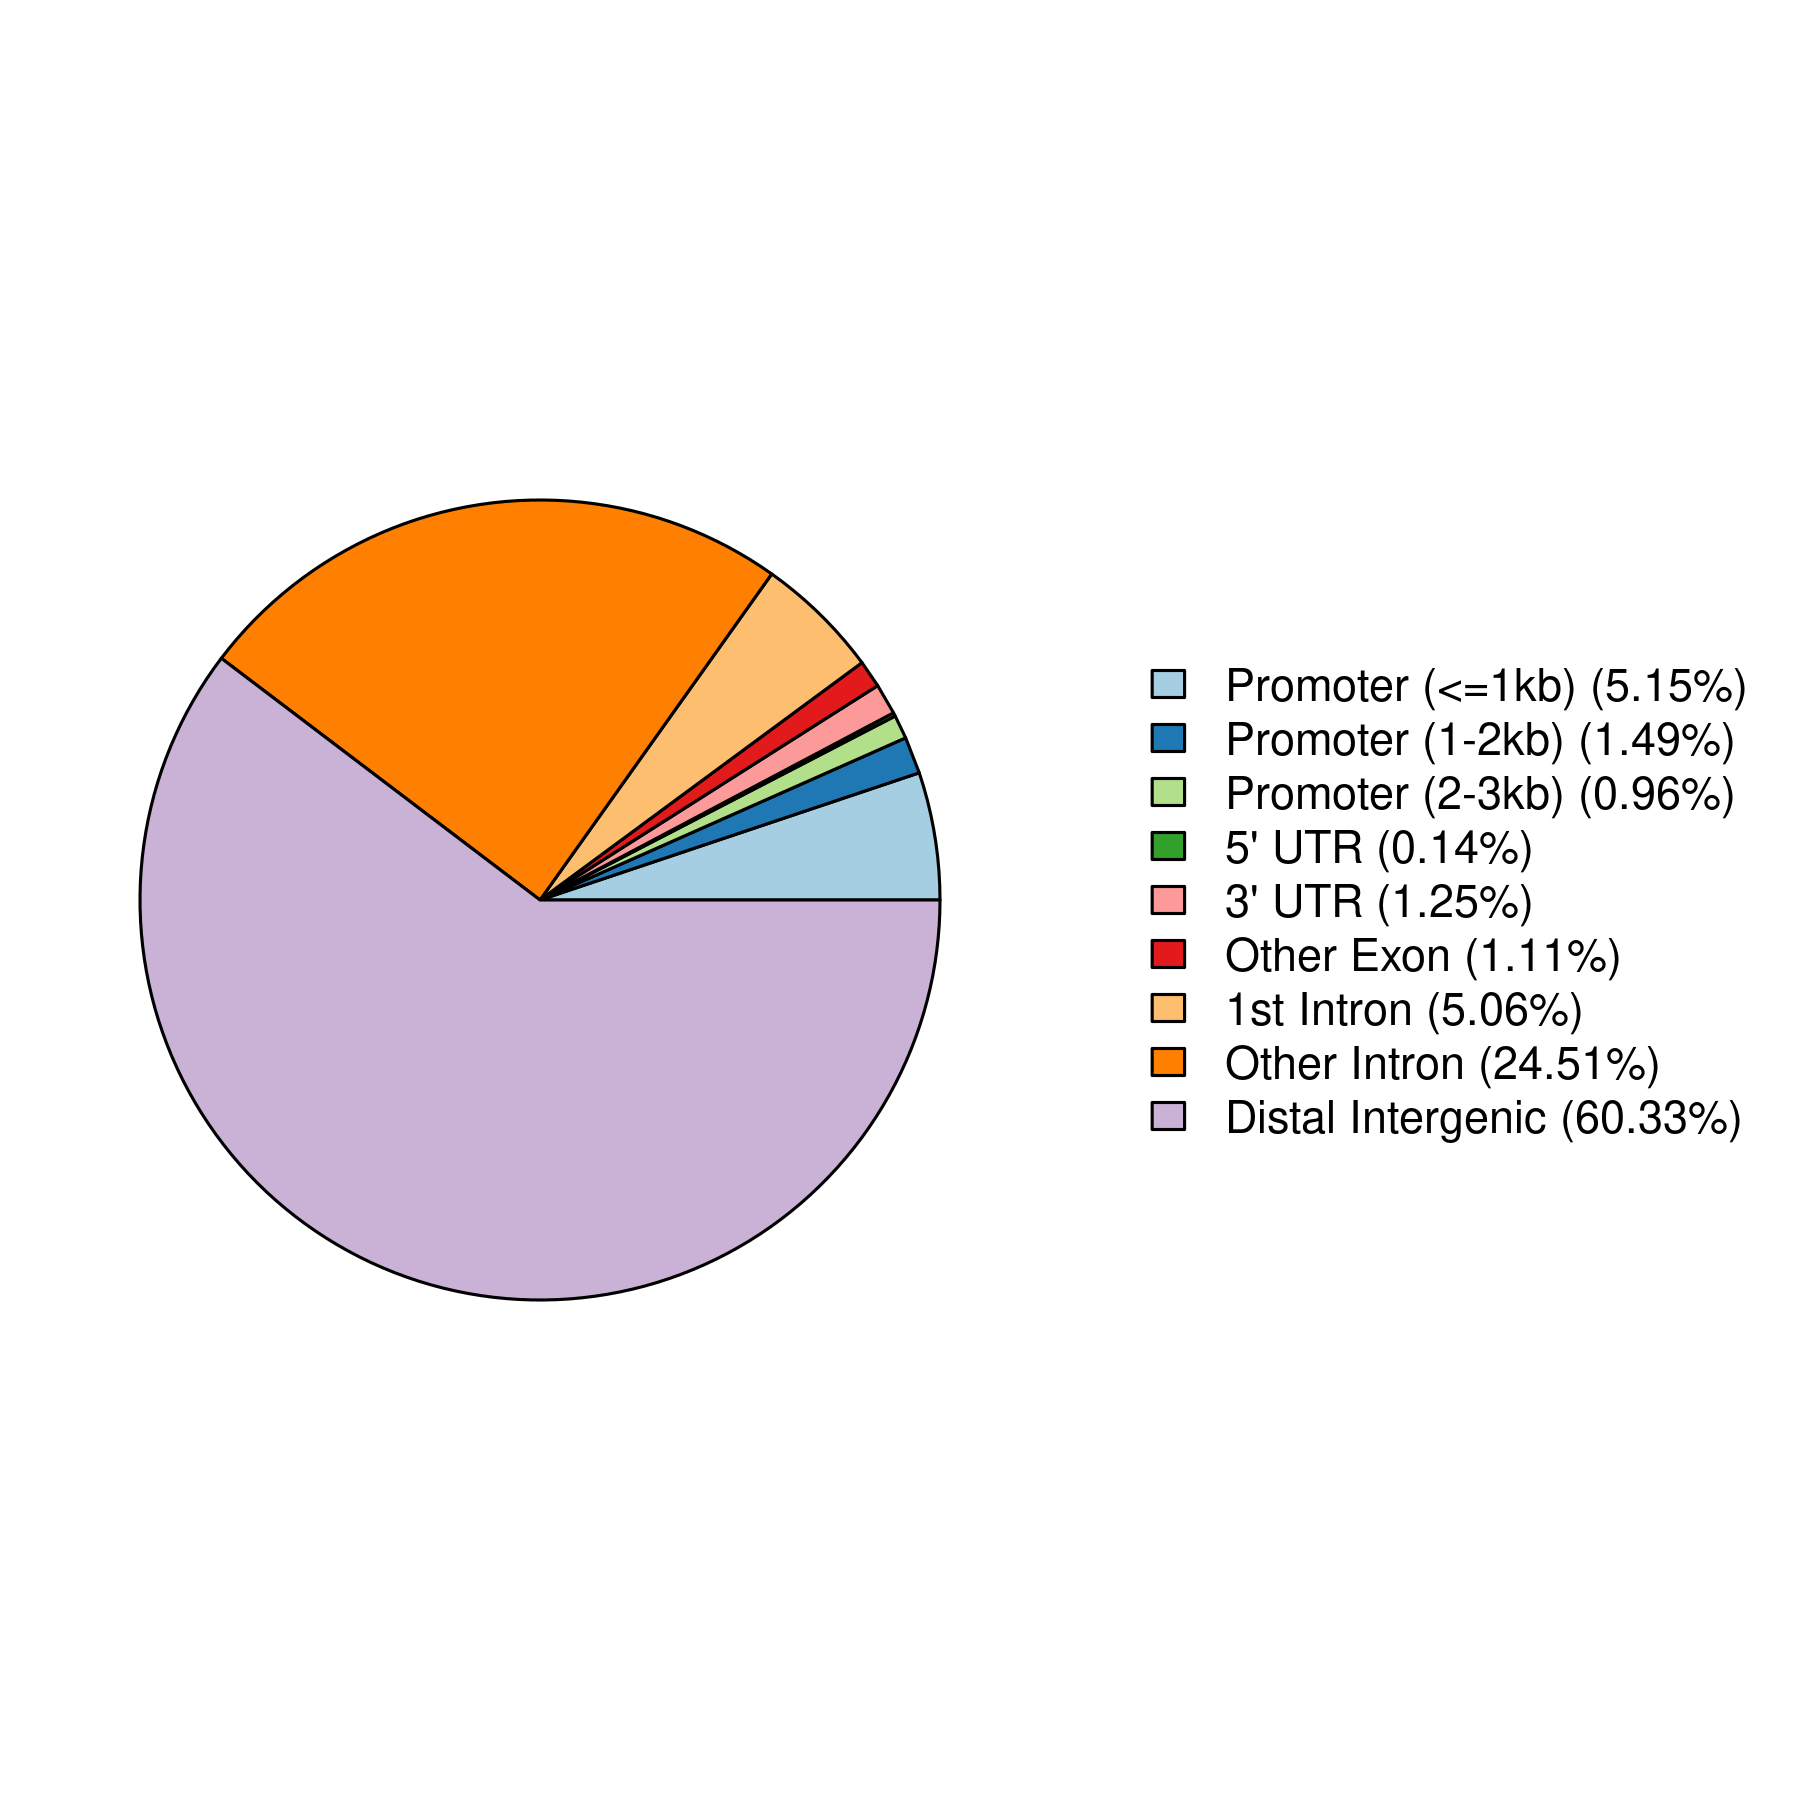 Promoter (<=1kb) (5.15%)
Promoter (1-2kb) (1.49%)
Promoter (2-3kb) (0.96%)
5' UTR (0.14%)
3' UTR (1.25%)
Other Exon (1.11%)
1st Intron (5.06%)
Other Intron (24.51%)
Distal Intergenic (60.33%)